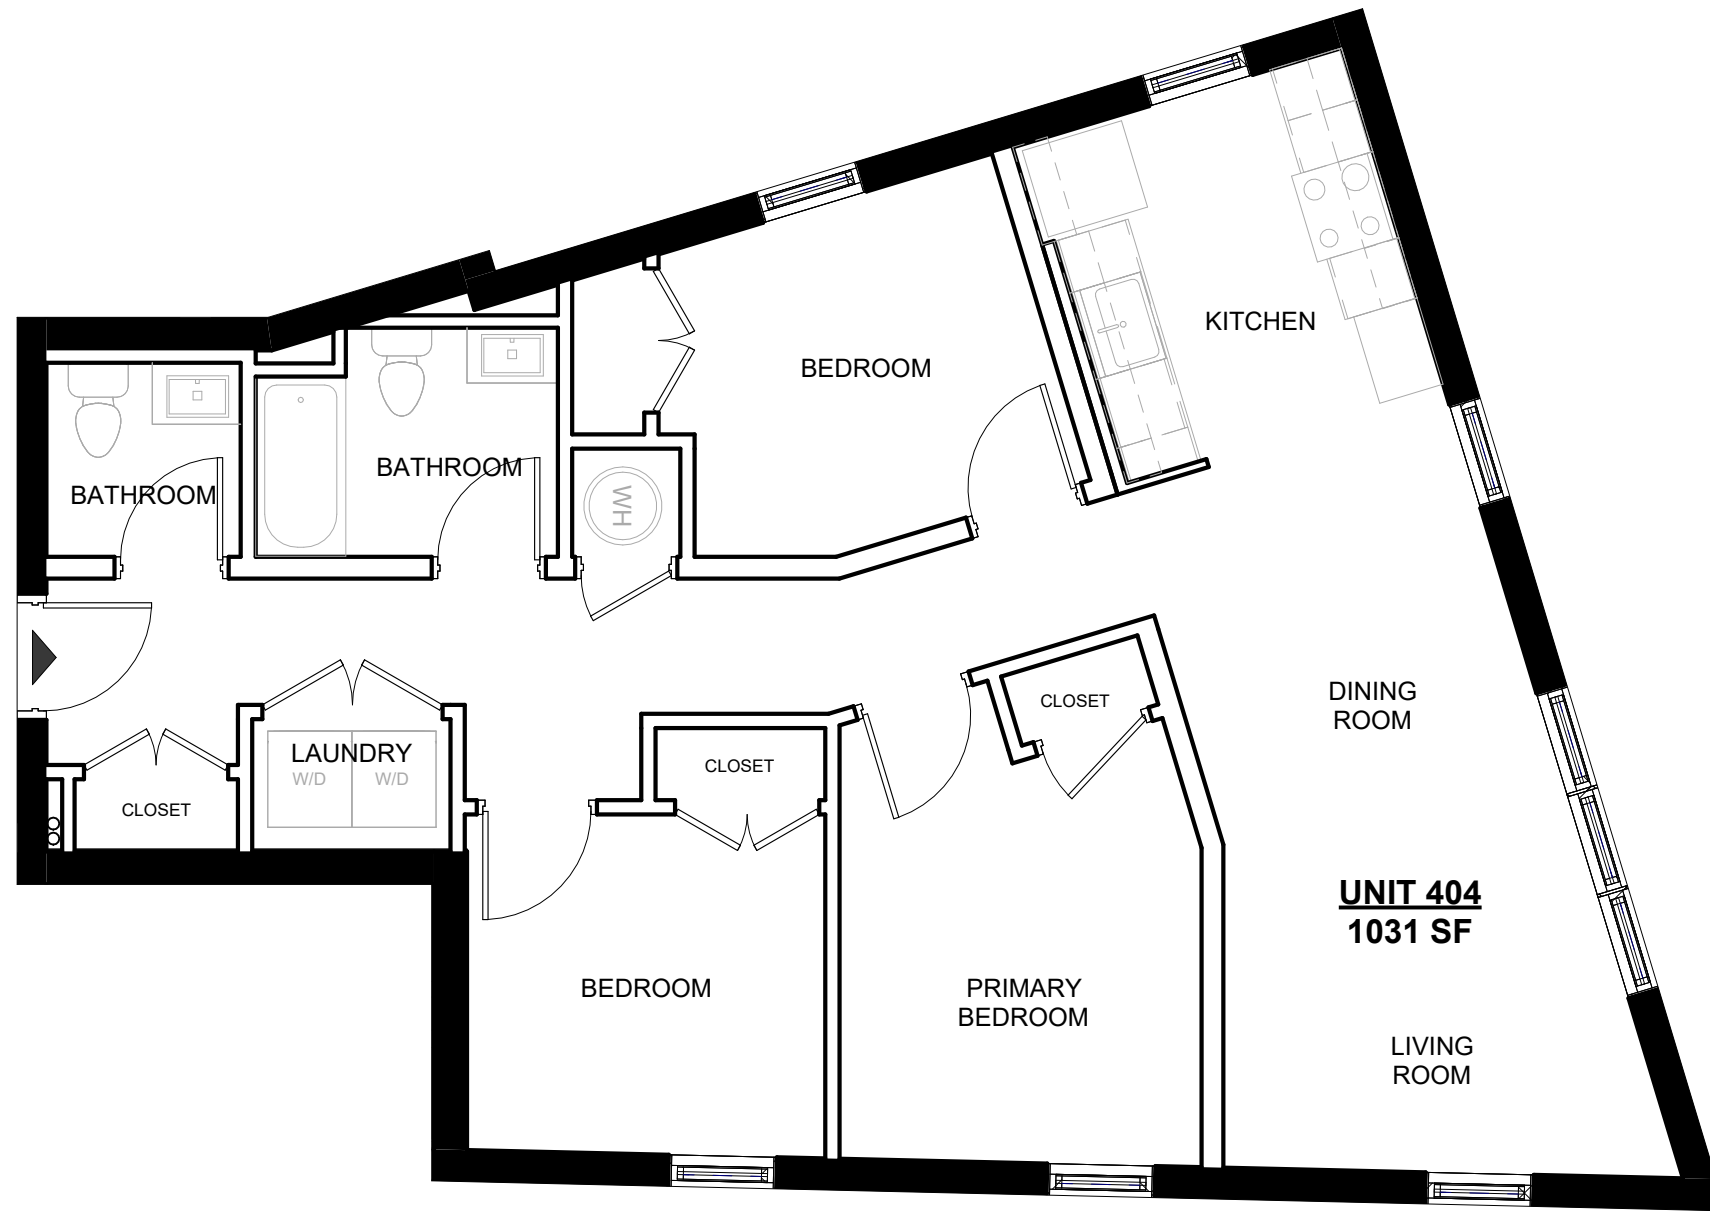 KITCHEN
BEDROOM
BATHROOM
BATHROOM
WH
DINING
ROOM
CLOSET
LAUNDRY
W/D
W/D
CLOSET
CLOSET
UNIT 404
1031 SF
BEDROOM
PRIMARY
BEDROOM
LIVING
ROOM